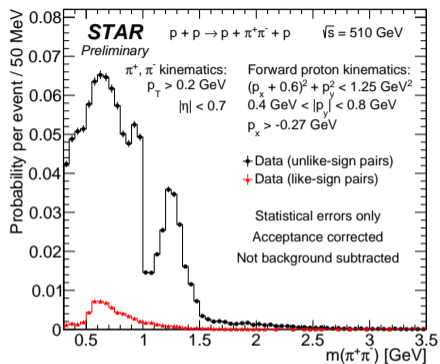 STAR
Preliminary
p + p → p + π⁺π⁻ + p
√s = 510 GeV
π⁺, π⁻ kinematics:
p_T > 0.2 GeV
|η| < 0.7
Forward proton kinematics:
(p_x + 0.6)² + p_y² < 1.25 GeV²
0.4 GeV < |p_y| < 0.8 GeV
p_x > -0.27 GeV
Data (unlike-sign pairs)
Data (like-sign pairs)
Statistical errors only
Acceptance corrected
Not background subtracted
Probability per event / 50 MeV
0.08
0.07
0.06
0.05
0.04
0.03
0.02
0.01
0
0.5 1 1.5 2 2.5 3 3.5
m(π⁺π⁻) [GeV]